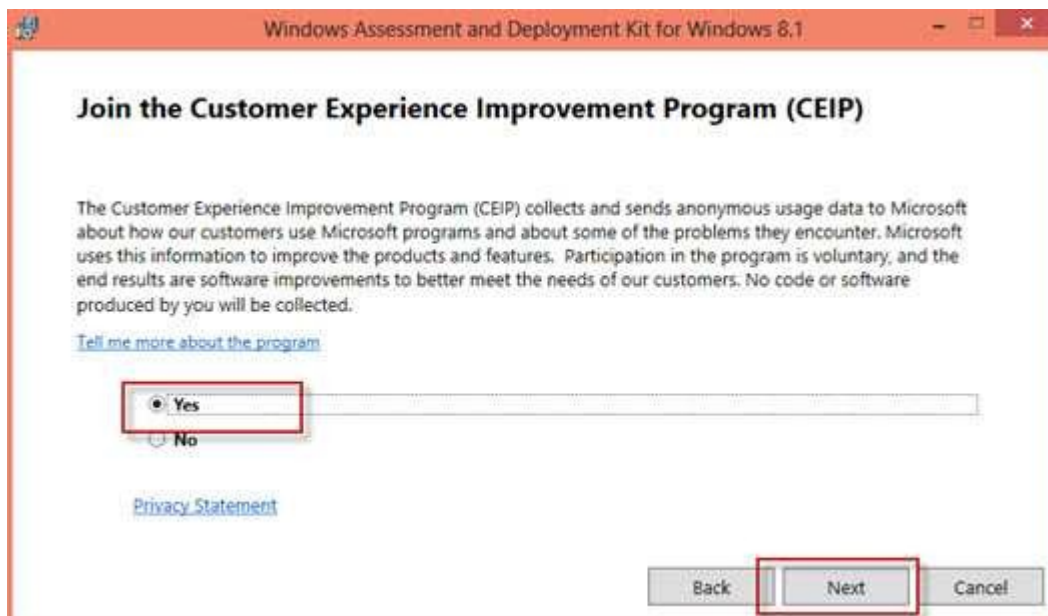 Windows Assessment and Deployment Kit for Windows 8.1
Join the Customer Experience Improvement Program (CEIP)
The Customer Experience Improvement Program (CEIP) collects and sends anonymous usage data to Microsoft
about how our customers use Microsoft programs and about some of the problems they encounter. Microsoft
uses this information to improve the products and features. Participation in the program is voluntary, and the
end results are software improvements to better meet the needs of our customers. No code or software
produced by you will be collected.
Tell me more about the program
Yes
No
Privacy Statement
Back Next Cancel